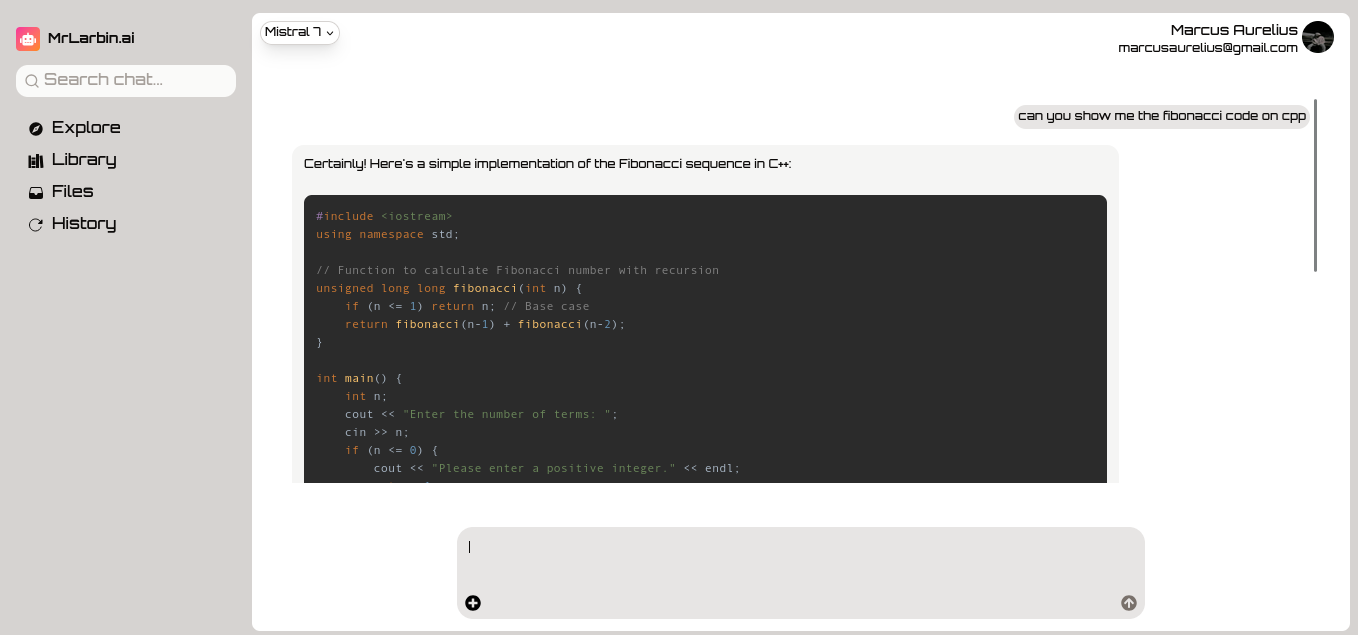 MrLarbin.ai
Search chat...
Explore
Library
Files
History
Mistral 7
Marcus Aurelius
marcusaurelius@gmail.com
can you show me the fibonacci code on cpp
Certainly! Here's a simple implementation of the Fibonacci sequence in C++:
#include <iostream>
using namespace std;
// Function to calculate Fibonacci number with recursion
unsigned long long fibonacci(int n) {
    if (n <= 1) return n; // Base case
    return fibonacci(n-1) + fibonacci(n-2);
}
int main() {
    int n;
    cout << "Enter the number of terms: ";
    cin >> n;
    if (n <= 0) {
        cout << "Please enter a positive integer." << endl;